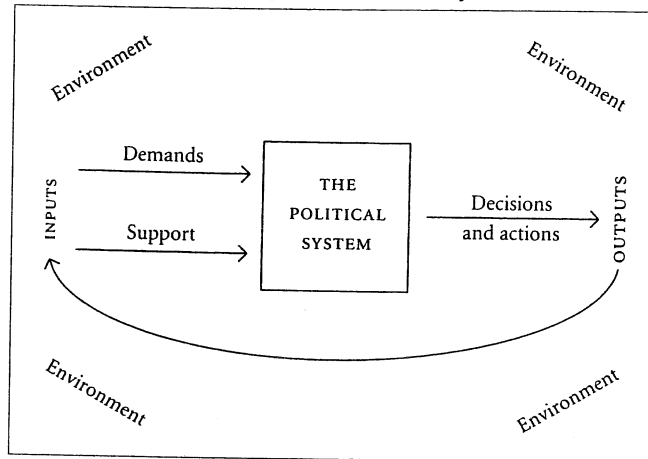 Environment
Environment
Demands
THE
POLITICAL
SYSTEM
INPUTS
Support
Decisions
and actions
OUTPUTS
Environment
Environment